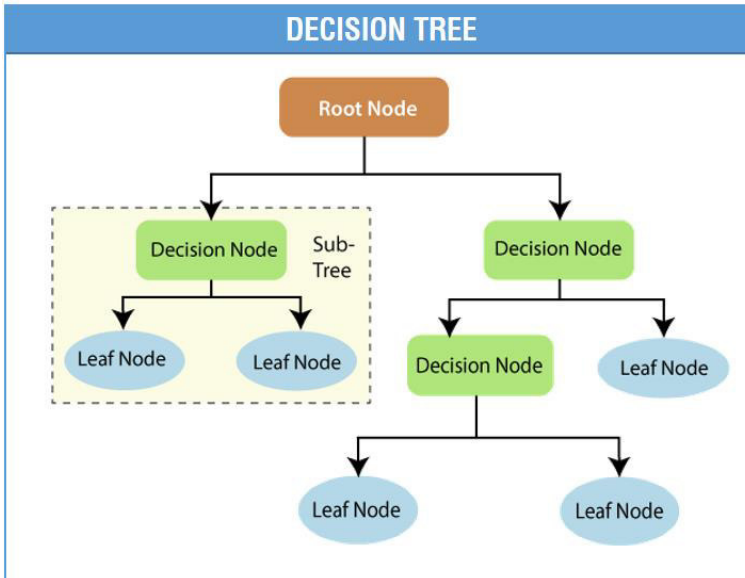 DECISION TREE
Root Node
Decision Node
Sub-
Tree
Decision Node
Leaf Node
Leaf Node
Decision Node
Leaf Node
Leaf Node
Leaf Node